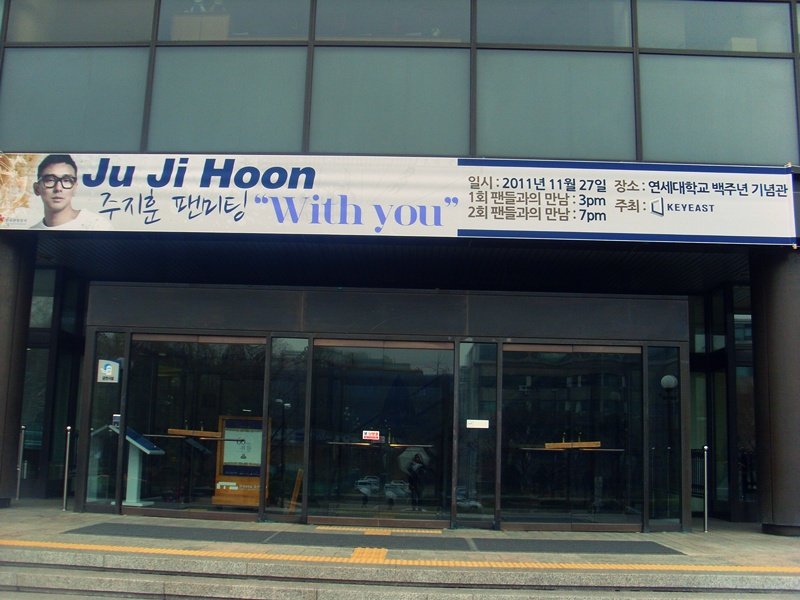 Ju Ji Hoon
주지훈 팬미팅 “With you”
일시 : 2011년 11월 27일 장소 : 연세대학교 백주년 기념관
1회 팬들과의 만남 : 3pm 주최 : KEYEAST
2회 팬들과의 만남 : 7pm